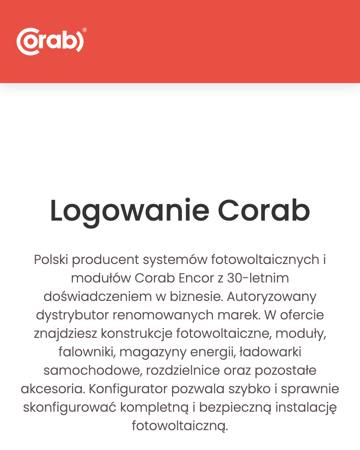 Corab®
Logowanie Corab
Polski producent systemów fotowoltaicznych i
modułów Corab Encor z 30-letnim
doświadczeniem w biznesie. Autoryzowany
dystrybutor renomowanych marek. W ofercie
znajdziesz konstrukcje fotowoltaiczne, moduły,
falowniki, magazyny energii, ładowarki
samochodowe, rozdzielnice oraz pozostałe
akcesoria. Konfigurator pozwala szybko i sprawnie
skonfigurować kompletną i bezpieczną instalację
fotowoltaiczną.